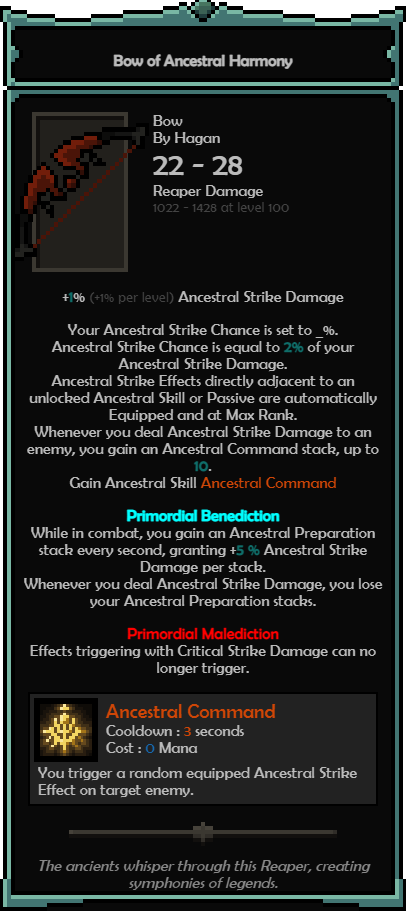 Bow of Ancestral Harmony
Bow
By Hagan
22 - 28
Reaper Damage
1022 - 1428 at level 100
+1% (+1% per level) Ancestral Strike Damage
Your Ancestral Strike Chance is set to _%.
Ancestral Strike Chance is equal to 2% of your
Ancestral Strike Damage.
Ancestral Strike Effects directly adjacent to an
unlocked Ancestral Skill or Passive are automatically
Equipped and at Max Rank.
Whenever you deal Ancestral Strike Damage to an
enemy, you gain an Ancestral Command stack, up to
10.
Gain Ancestral Skill Ancestral Command
Primordial Benediction
While in combat, you gain an Ancestral Preparation
stack every second, granting +5 % Ancestral Strike
Damage per stack.
Whenever you deal Ancestral Strike Damage, you lose
your Ancestral Preparation stacks.
Primordial Malediction
Effects triggering with Critical Strike Damage can no
longer trigger.
Ancestral Command
Cooldown : 3 seconds
Cost : 0 Mana
You trigger a random equipped Ancestral Strike
Effect on target enemy.
The ancients whisper through this Reaper, creating
symphonies of legends.